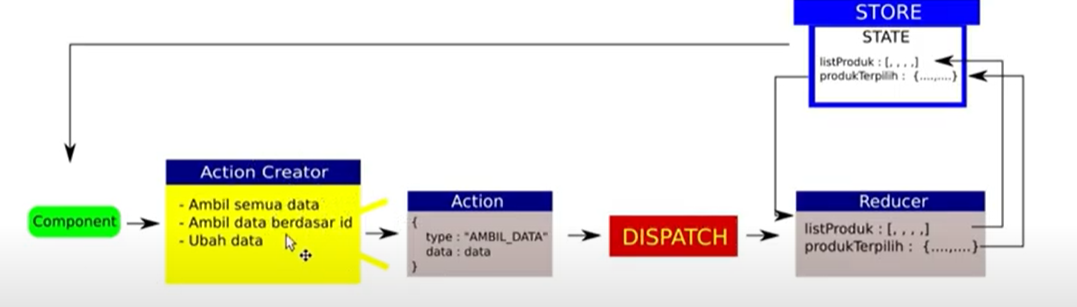 STORE
STATE
listProduk : [, , , ,]
produkTerpilih : {....,....}
Component
Action Creator
- Ambil semua data
- Ambil data berdasar id
- Ubah data
Action
{
type : "AMBIL_DATA"
data : data
}
DISPATCH
Reducer
listProduk : [, , , ,]
produkTerpilih : {....,....}